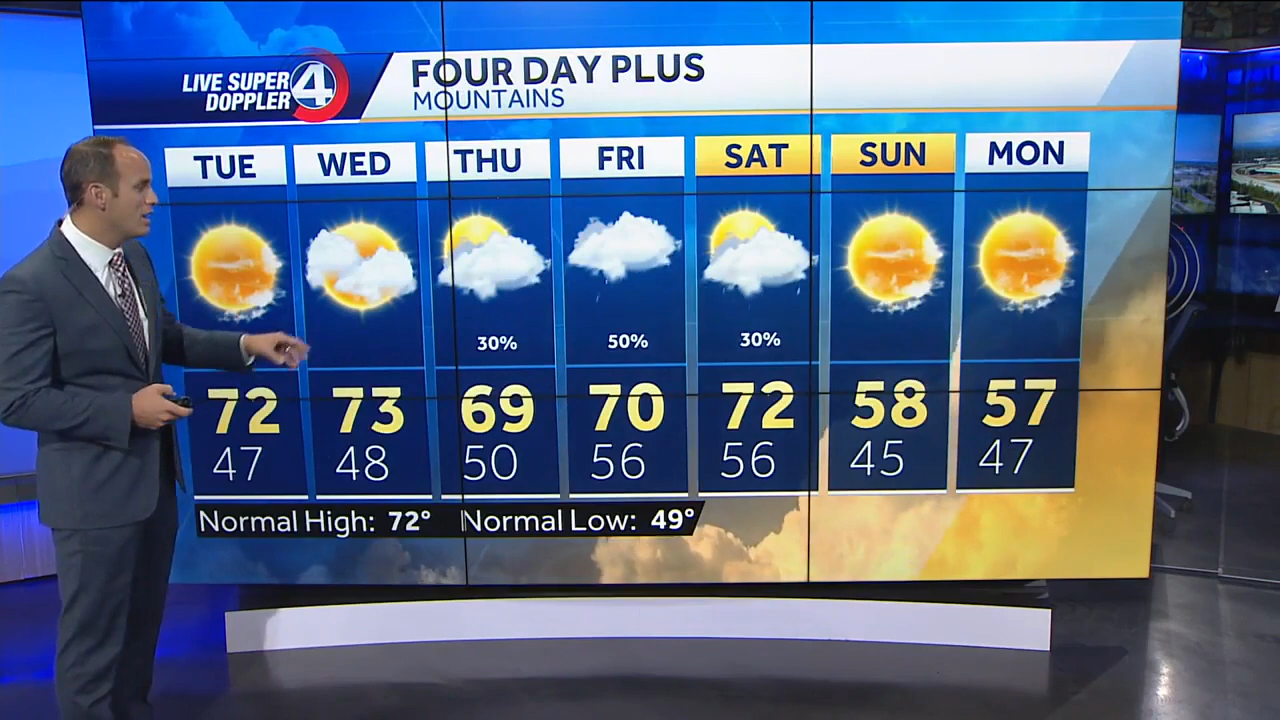 LIVE SUPER
DOPPLER 4
FOUR DAY PLUS
MOUNTAINS
TUE WED THU FRI SAT SUN MON
30% 50% 30%
72 73 69 70 72 58 57
47 48 50 56 56 45 47
Normal High: 72° Normal Low: 49°